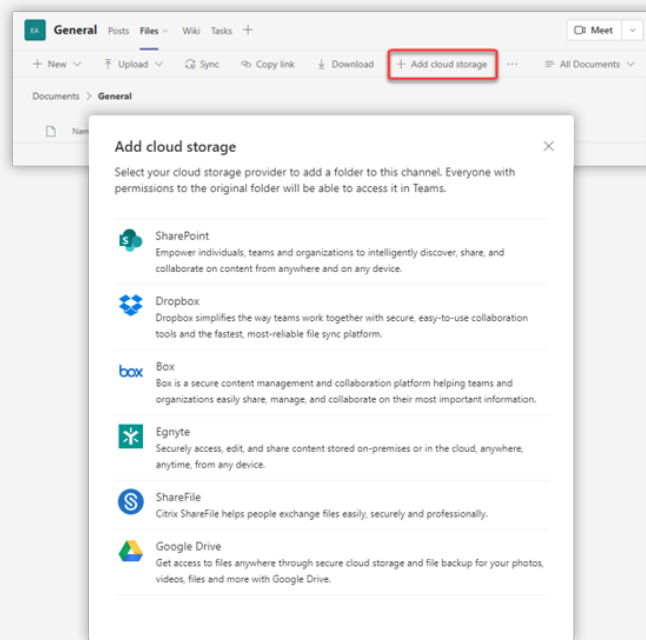 EA General Posts Files Wiki Tasks Meet
New Upload Sync Copy link Download Add cloud storage ... All Documents
Documents > General
Add cloud storage
Select your cloud storage provider to add a folder to this channel. Everyone with
permissions to the original folder will be able to access it in Teams.
SharePoint
Empower individuals, teams and organizations to intelligently discover, share, and
collaborate on content from anywhere and on any device.
Dropbox
Dropbox simplifies the way teams work together with secure, easy-to-use collaboration
tools and the fastest, most-reliable file sync platform.
box
Box
Box is a secure content management and collaboration platform helping teams and
organizations easily share, manage, and collaborate on their most important information.
Egnyte
Securely access, edit, and share content stored on-premises or in the cloud, anywhere,
anytime, from any device.
ShareFile
Citrix ShareFile helps people exchange files easily, securely and professionally.
Google Drive
Get access to files anywhere through secure cloud storage and file backup for your photos,
videos, files and more with Google Drive.